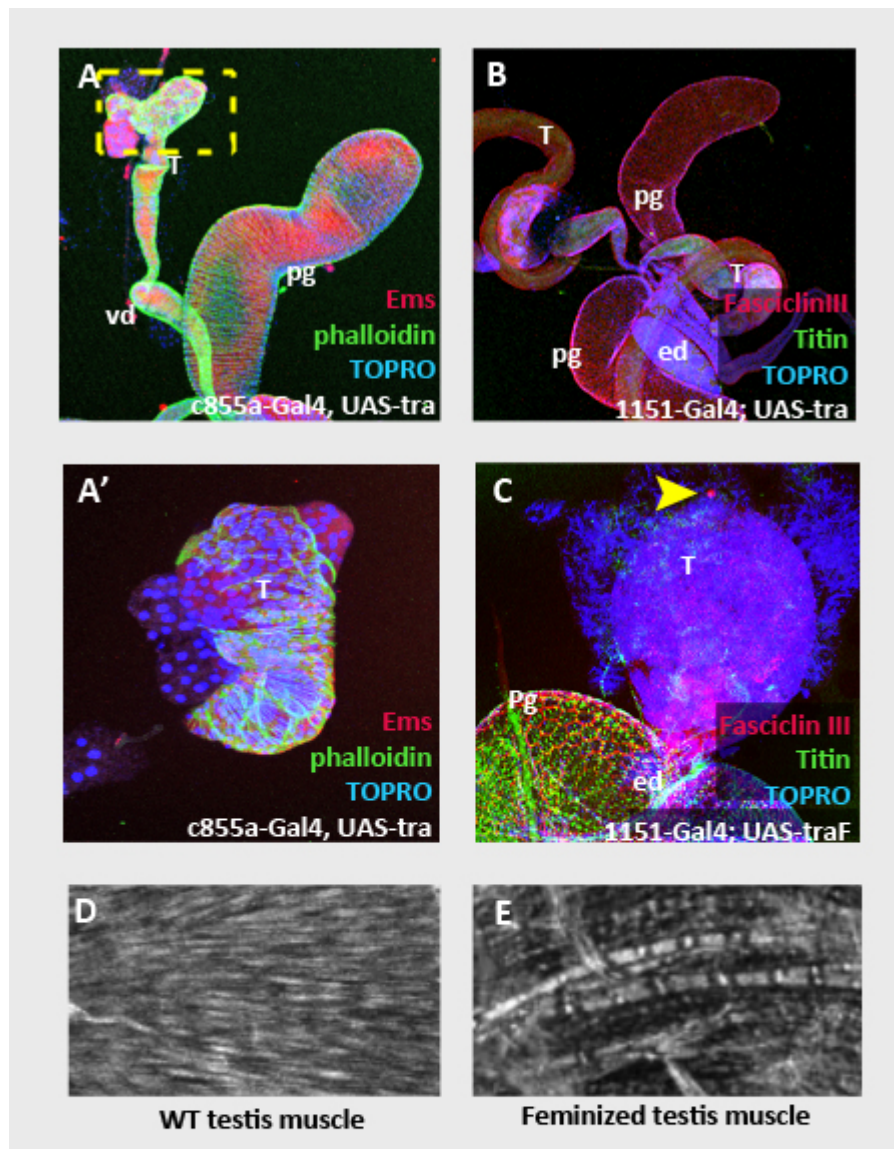 A
T
vd
pg
Ems
phalloidin
TOPRO
c855a-Gal4, UAS-tra
B
T
pg
T
pg
ed
FasciclinIII
Titin
TOPRO
1151-Gal4; UAS-tra
A'
T
Ems
phalloidin
TOPRO
c855a-Gal4, UAS-tra
C
T
Pg
ed
Fasciclin III
Titin
TOPRO
1151-Gal4; UAS-traF
D
WT testis muscle
E
Feminized testis muscle